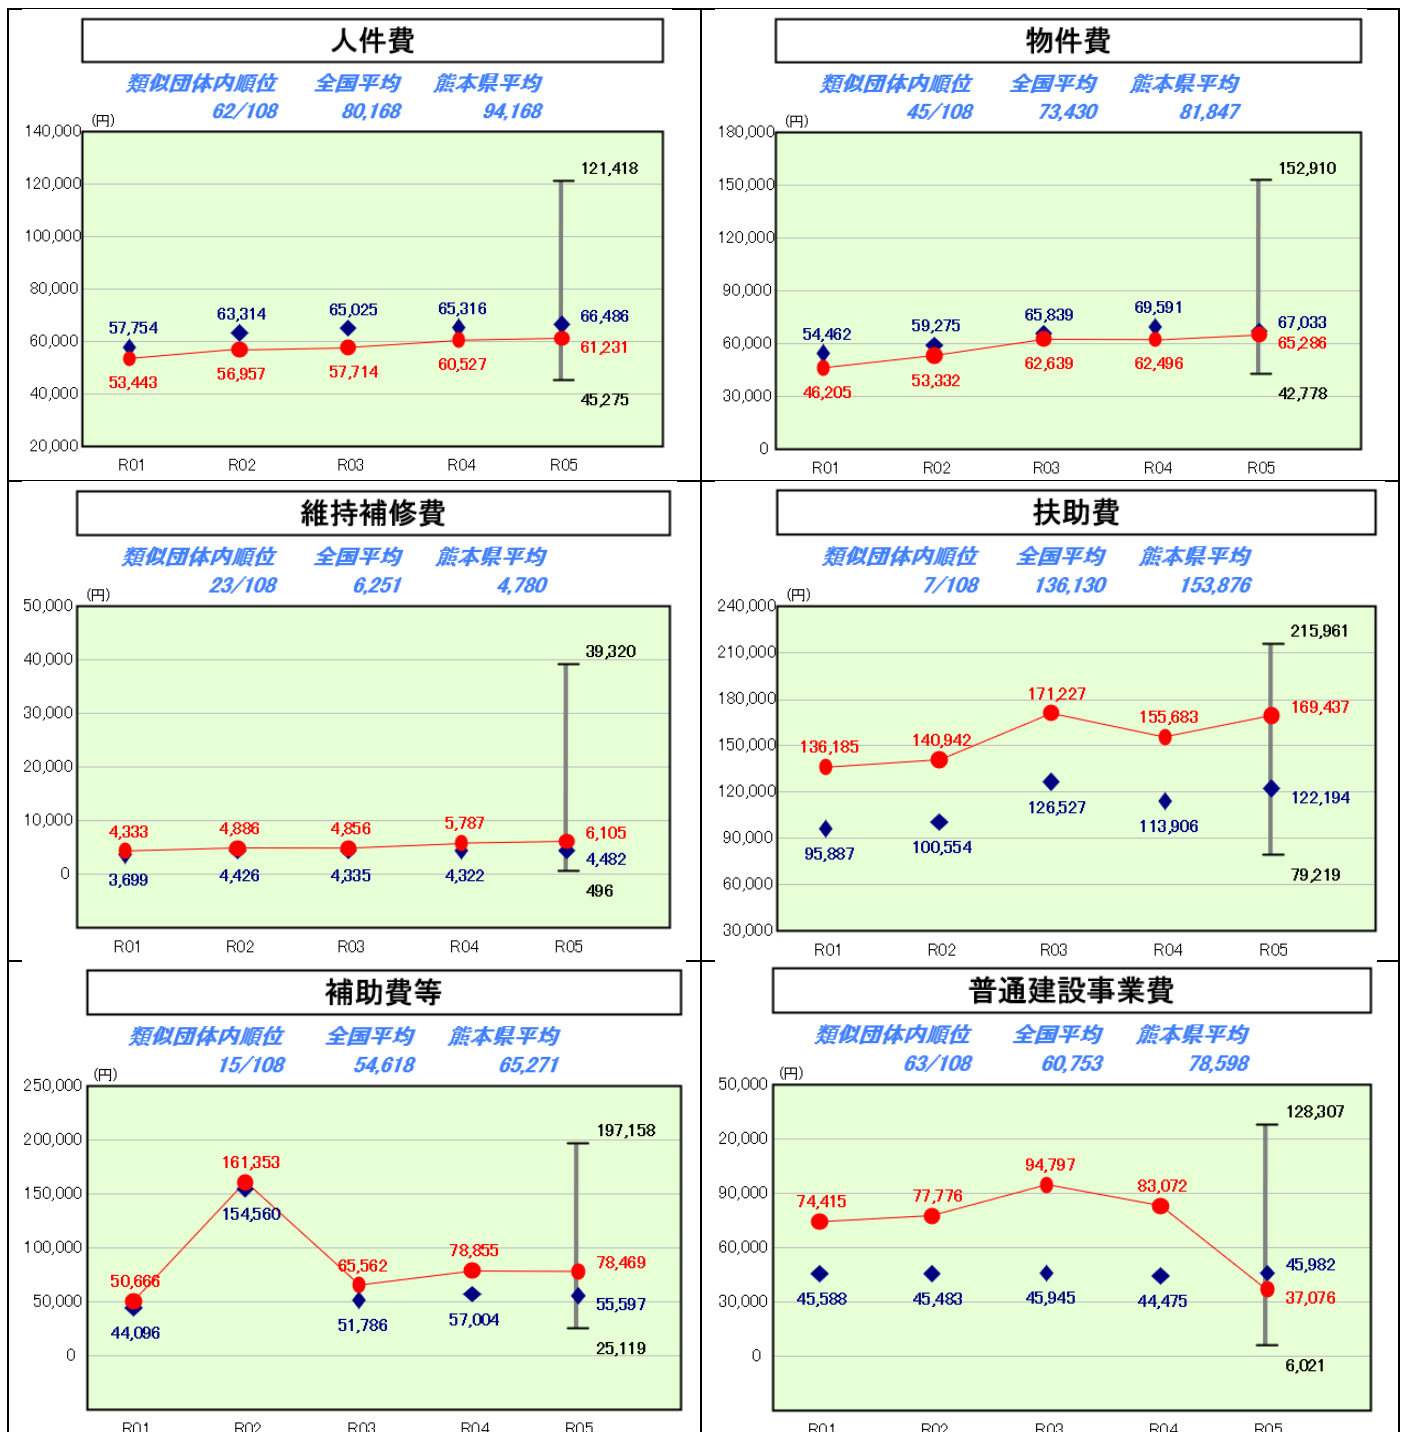 人件費
類似団体内順位 全国平均 熊本県平均
62/108 80,168 94,168
(円)
140,000
120,000
100,000
80,000
60,000
40,000
20,000
121,418
57,754 63,314 65,025 65,316 66,486
53,443 56,957 57,714 60,527 61,231
45,275
R01 R02 R03 R04 R05
物件費
類似団体内順位 全国平均 熊本県平均
45/108 73,430 81,847
(円)
180,000
150,000
120,000
90,000
60,000
30,000
0
152,910
54,462 59,275 65,839 69,591 67,033
46,205 53,332 62,639 62,496 65,286
42,778
R01 R02 R03 R04 R05
維持補修費
類似団体内順位 全国平均 熊本県平均
23/108 6,251 4,780
(円)
50,000
40,000
30,000
20,000
10,000
0
39,320
4,333 4,886 4,856 5,787 6,105
3,699 4,426 4,335 4,322 4,482
496
R01 R02 R03 R04 R05
扶助費
類似団体内順位 全国平均 熊本県平均
7/108 136,130 153,876
(円)
240,000
210,000
180,000
150,000
120,000
90,000
60,000
30,000
215,961
136,185 140,942 171,227 155,683 169,437
95,887 100,554 126,527 113,906 122,194
79,219
R01 R02 R03 R04 R05
補助費等
類似団体内順位 全国平均 熊本県平均
15/108 54,618 65,271
(円)
250,000
200,000
150,000
100,000
50,000
0
197,158
50,666 161,353 65,562 78,855 78,469
44,096 154,560 51,786 57,004 55,597
25,119
R01 R02 R03 R04 R05
普通建設事業費
類似団体内順位 全国平均 熊本県平均
63/108 60,753 78,598
(円)
50,000
20,000
90,000
60,000
30,000
0
128,307
74,415 77,776 94,797 83,072 37,076
45,588 45,483 45,945 44,475 45,982
6,021
R01 R02 R03 R04 R05